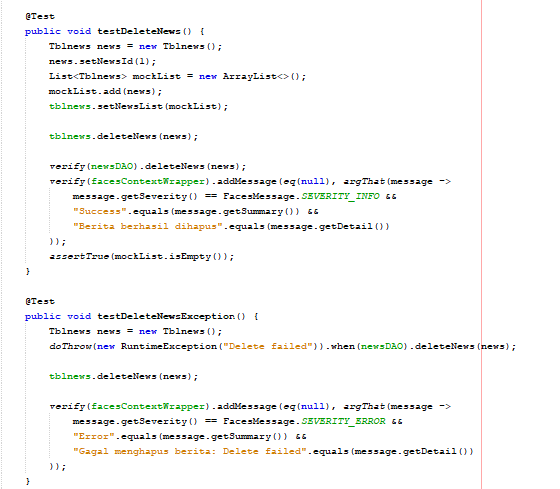 @Test
public void testDeleteNews() {
Tblnews news = new Tblnews();
news.setNewsId(1);
List<Tblnews> mockList = new ArrayList<>();
mockList.add(news);
tblnews.setNewsList(mockList);
tblnews.deleteNews(news);
verify(newsDAO).deleteNews(news);
verify(facesContextWrapper).addMessage(eq(null), argThat(message ->
message.getSeverity() == FacesMessage.SEVERITY_INFO &&
"Success".equals(message.getSummary()) &&
"Berita berhasil dihapus".equals(message.getDetail())
));
assertTrue(mockList.isEmpty());
}
@Test
public void testDeleteNewsException() {
Tblnews news = new Tblnews();
doThrow(new RuntimeException("Delete failed")).when(newsDAO).deleteNews(news);
tblnews.deleteNews(news);
verify(facesContextWrapper).addMessage(eq(null), argThat(message ->
message.getSeverity() == FacesMessage.SEVERITY_ERROR &&
"Error".equals(message.getSummary()) &&
"Gagal menghapus berita: Delete failed".equals(message.getDetail())
));
}